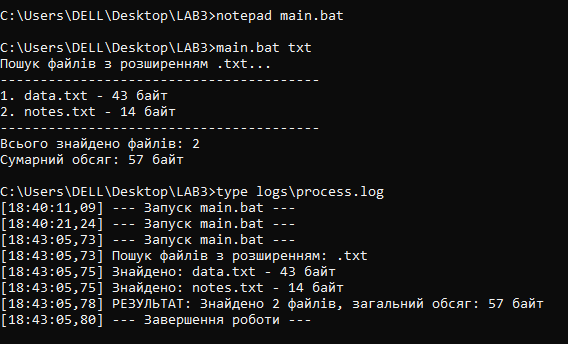 C:\Users\DELL\Desktop\LAB3>notepad main.bat
C:\Users\DELL\Desktop\LAB3>main.bat txt
Пошук файлів з розширенням .txt...
----------------------------------------
1. data.txt - 43 байт
2. notes.txt - 14 байт
----------------------------------------
Всього знайдено файлів: 2
Сумарний обсяг: 57 байт
C:\Users\DELL\Desktop\LAB3>type logs\process.log
[18:40:11,09] --- Запуск main.bat ---
[18:40:21,24] --- Запуск main.bat ---
[18:43:05,73] --- Запуск main.bat ---
[18:43:05,73] Пошук файлів з розширенням: .txt
[18:43:05,75] Знайдено: data.txt - 43 байт
[18:43:05,75] Знайдено: notes.txt - 14 байт
[18:43:05,78] РЕЗУЛЬТАТ: Знайдено 2 файлів, загальний обсяг: 57 байт
[18:43:05,80] --- Завершення роботи ---